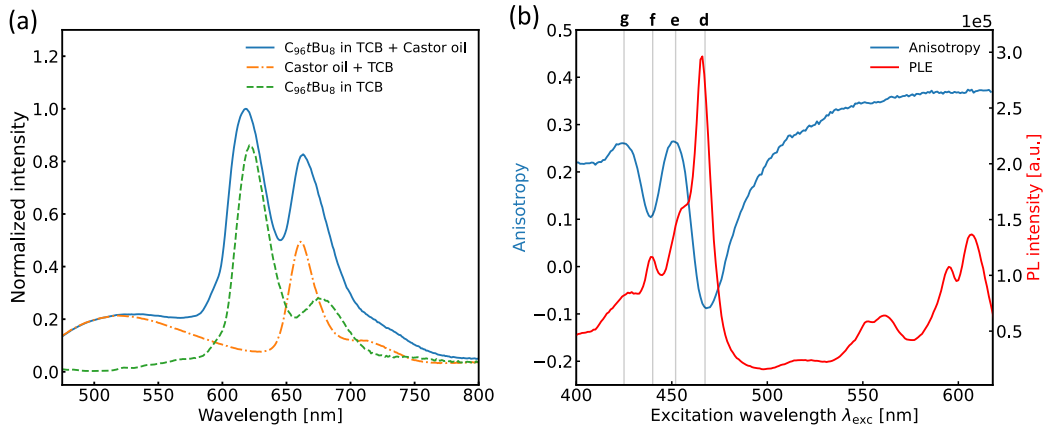 (a)
C₉₆tBu₈ in TCB + Castor oil
Castor oil + TCB
C₉₆tBu₈ in TCB
Normalized intensity
1.2
1.0
0.8
0.6
0.4
0.2
0.0
500
550
600
650
700
750
800
Wavelength [nm]
(b)
g f e d
1e5
Anisotropy
PLE
Anisotropy
0.5
0.4
0.3
0.2
0.1
0.0
−0.1
−0.2
3.0
2.5
2.0
1.5
1.0
0.5
PL intensity [a.u.]
400
450
500
550
600
Excitation wavelength λexc [nm]